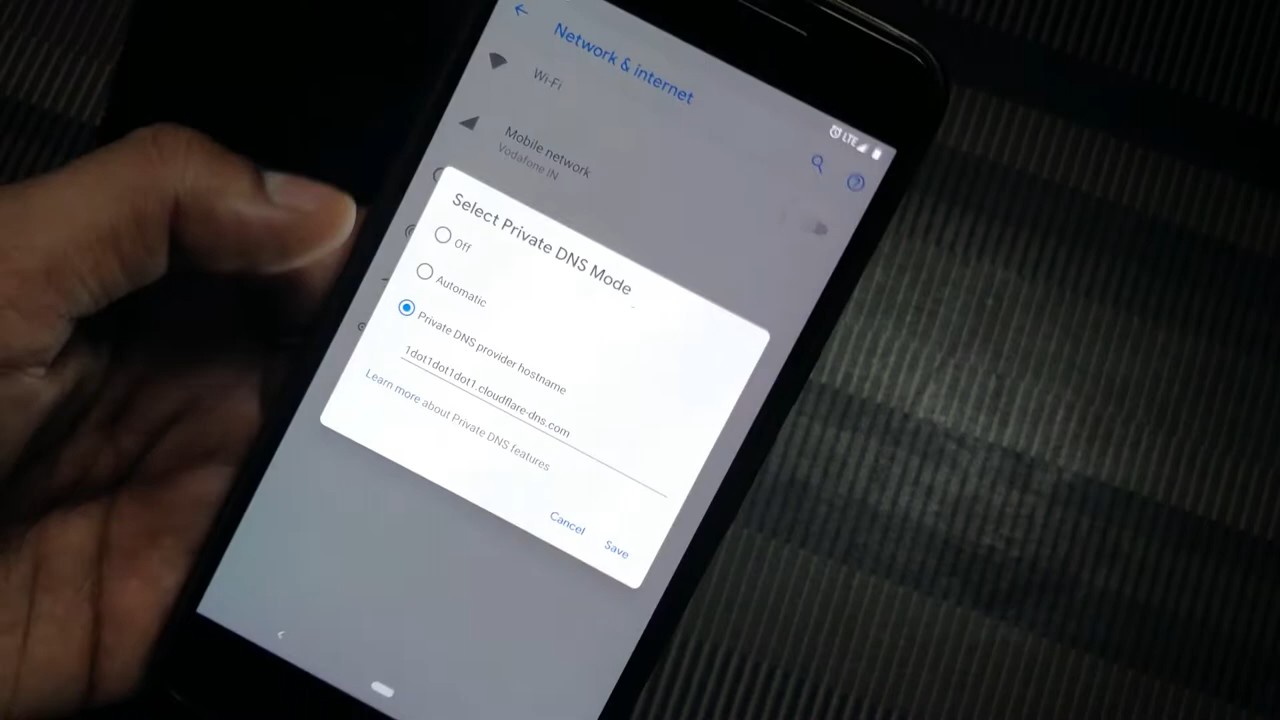 Network & internet
LTE
Wi-Fi
Mobile network
Vodafone IN
Select Private DNS Mode
Off
Automatic
Private DNS provider hostname
1dot1dot1dot1.cloudflare-dns.com
Learn more about Private DNS features
Cancel
Save